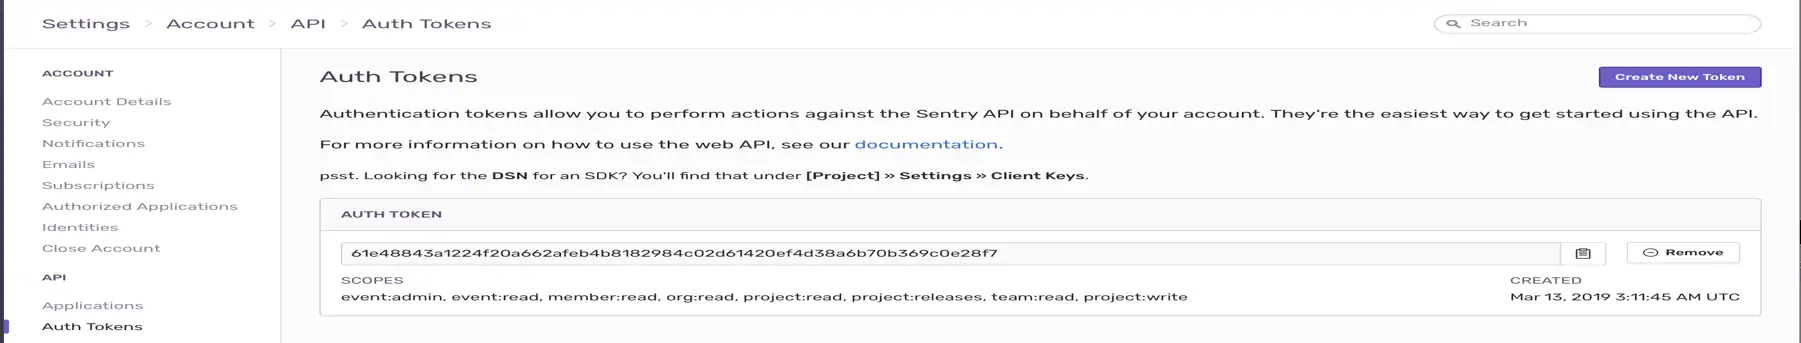 Settings > Account > API > Auth Tokens
Search
ACCOUNT
Account Details
Security
Notifications
Emails
Subscriptions
Authorized Applications
Identities
Close Account
API
Applications
Auth Tokens
Auth Tokens
Create New Token
Authentication tokens allow you to perform actions against the Sentry API on behalf of your account. They're the easiest way to get started using the API.
For more information on how to use the web API, see our documentation.
psst. Looking for the DSN for an SDK? You'll find that under [Project] » Settings » Client Keys.
AUTH TOKEN
61e48843a1224f20a662afeb4b8182984c02d61420ef4d38a6b70b369c0e28f7
Remove
SCOPES
event:admin, event:read, member:read, org:read, project:read, project:releases, team:read, project:write
CREATED
Mar 13, 2019 3:11:45 AM UTC